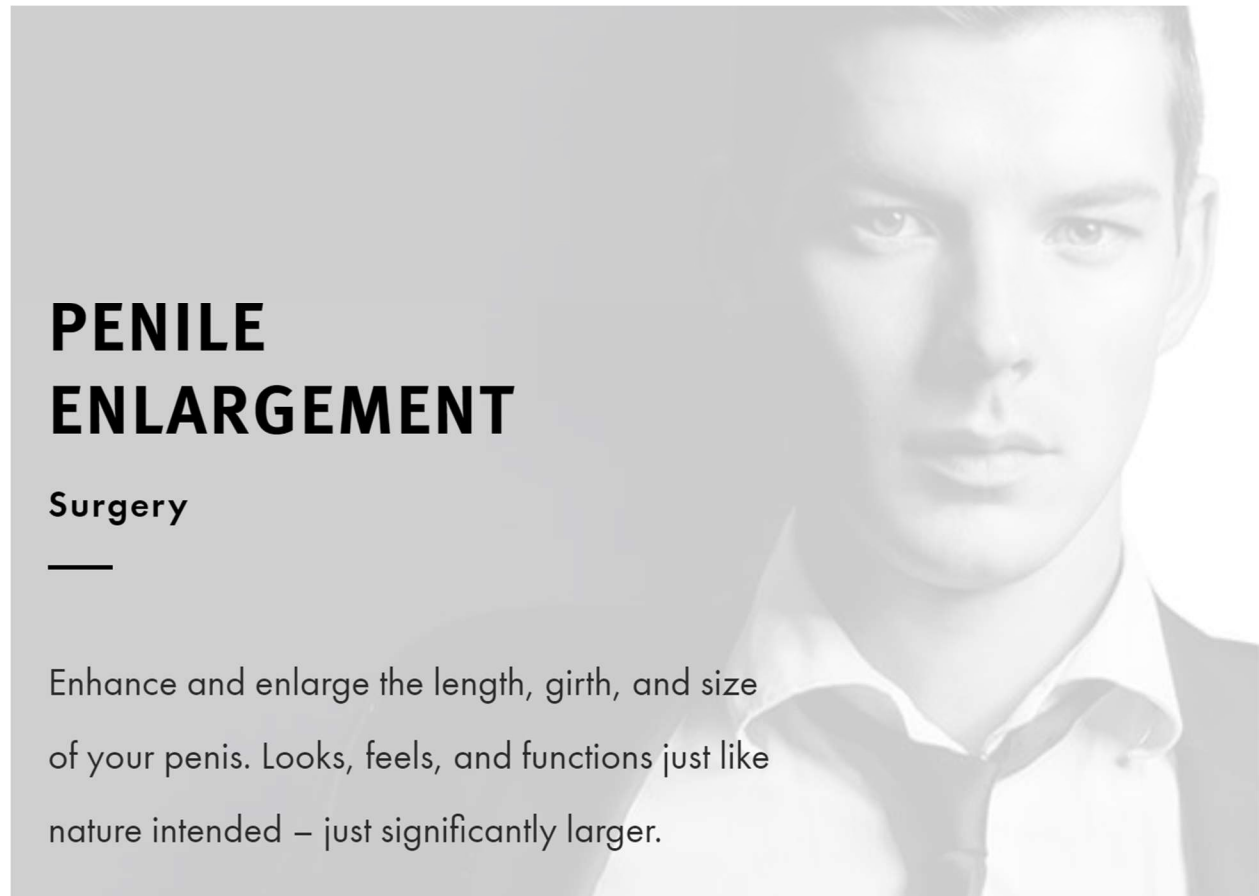 PENILE
ENLARGEMENT
Surgery
Enhance and enlarge the length, girth, and size
of your penis. Looks, feels, and functions just like
nature intended – just significantly larger.